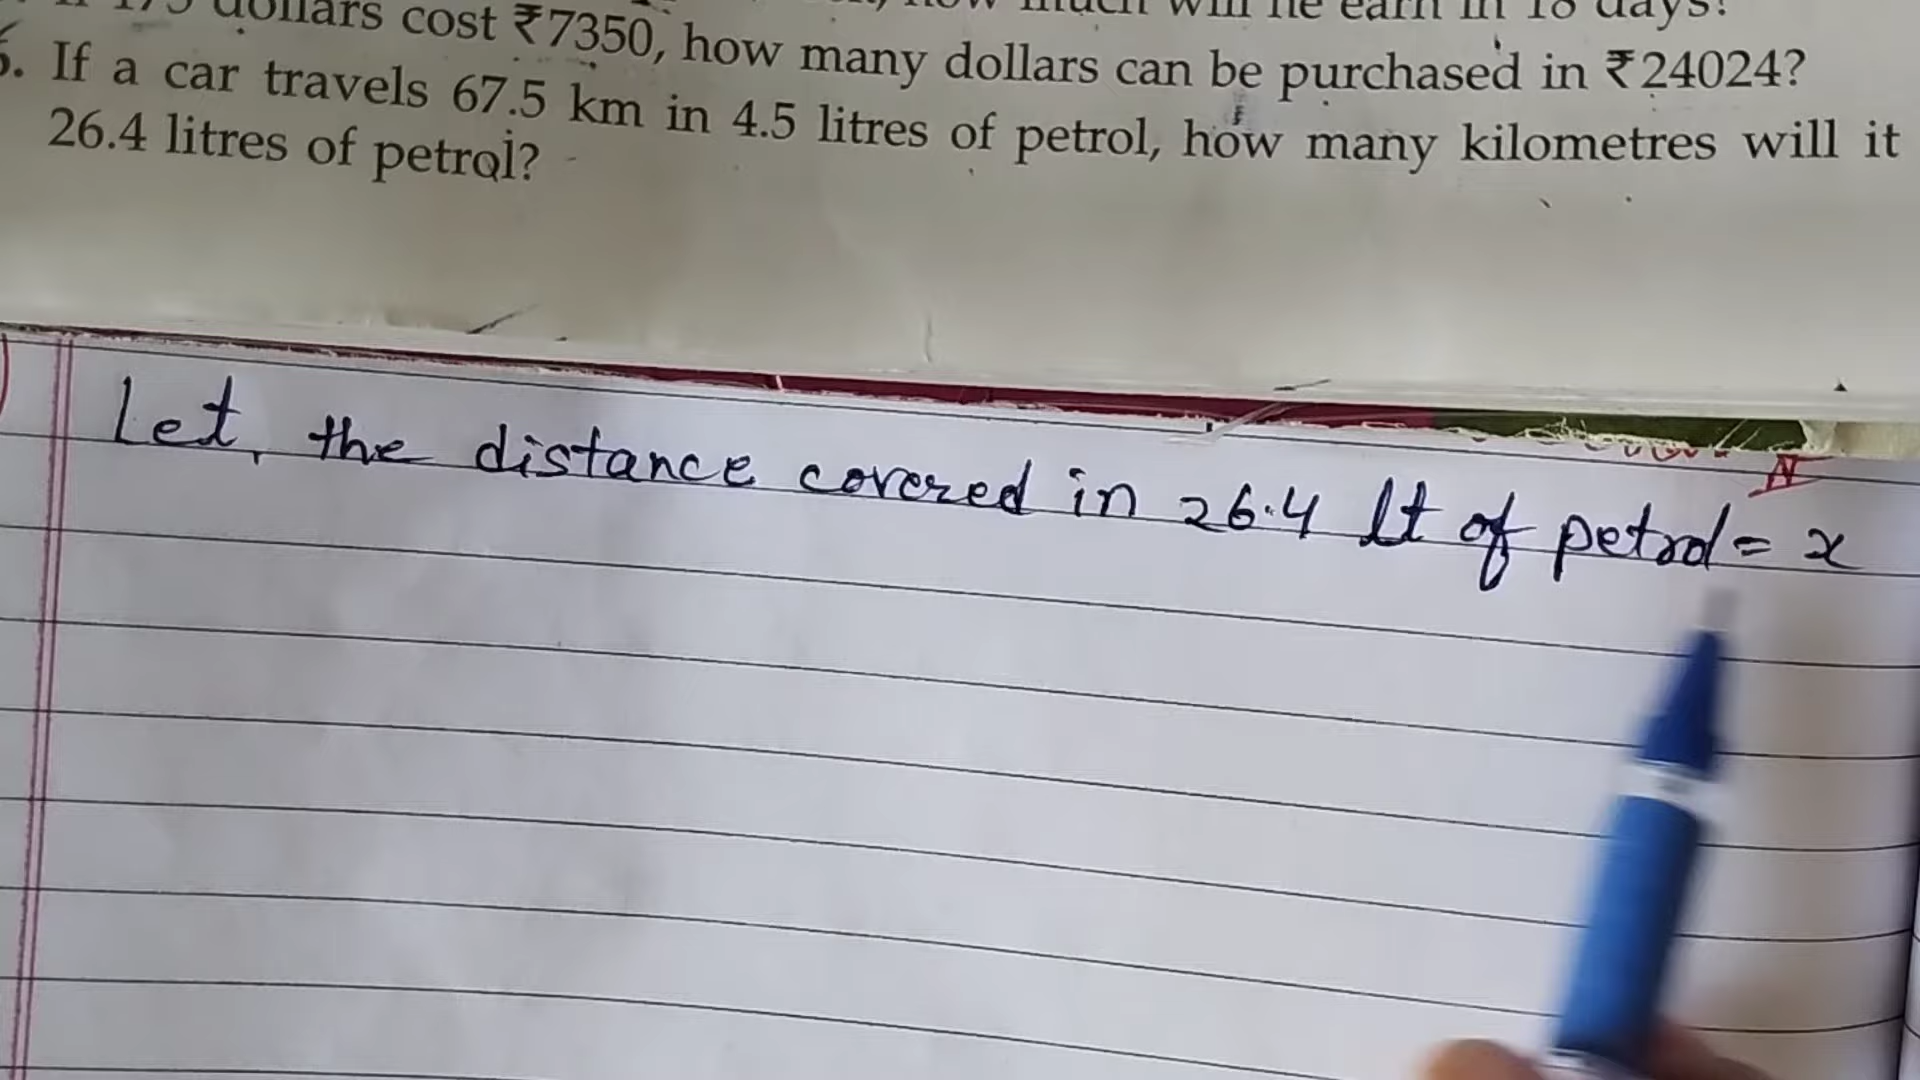 dollars cost ₹7350, how many dollars can be purchased in ₹24024?
. If a car travels 67.5 km in 4.5 litres of petrol, how many kilometres will it
26.4 litres of petrol?
Let, the distance covered in 26.4 lt of petrol = x